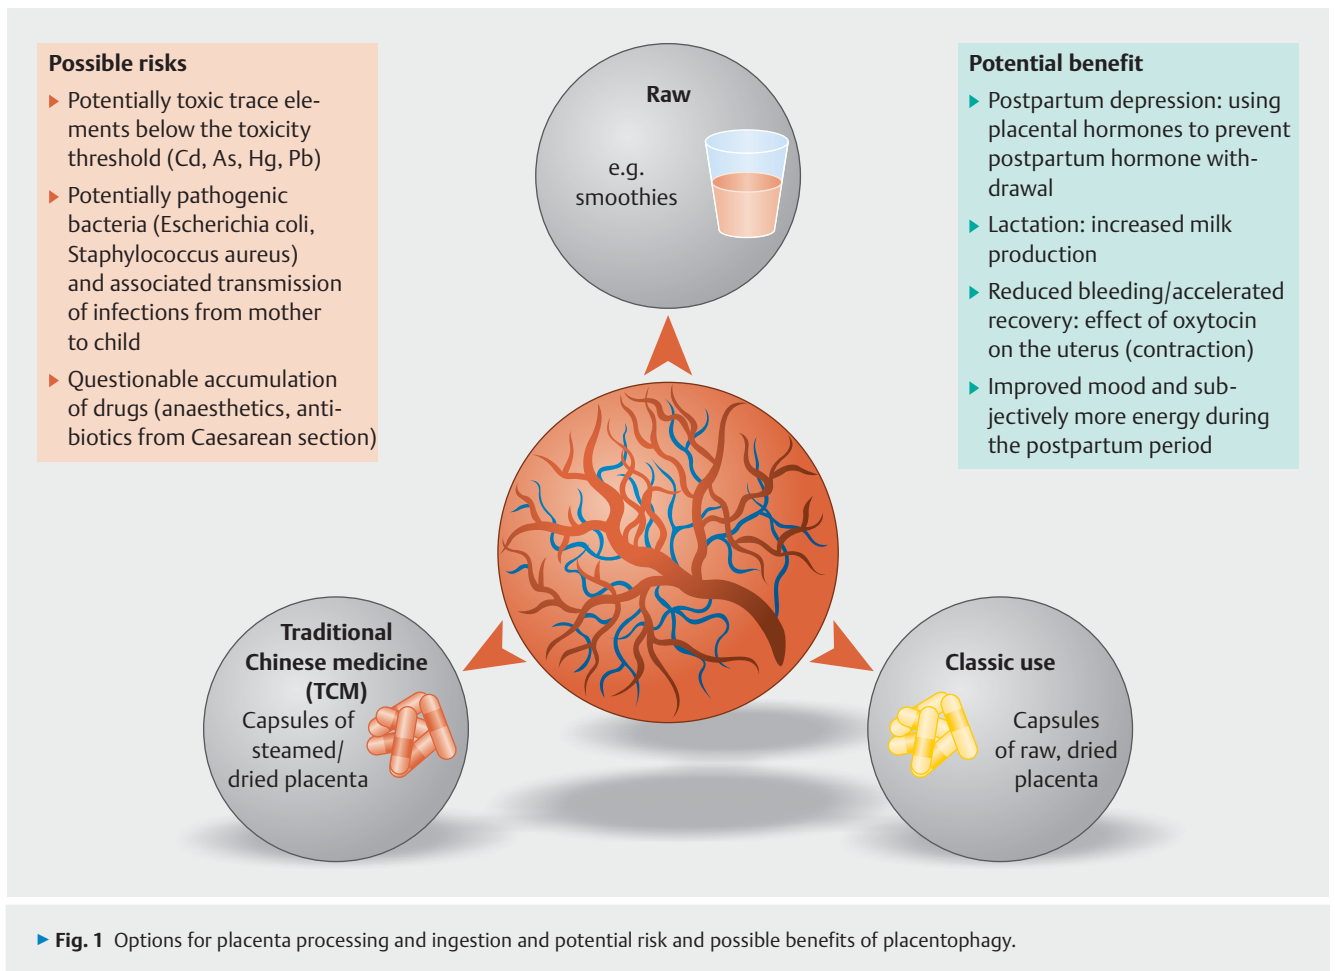 Possible risks
▶ Potentially toxic trace ele-
ments below the toxicity
threshold (Cd, As, Hg, Pb)
▶ Potentially pathogenic
bacteria (Escherichia coli,
Staphylococcus aureus)
and associated transmission
of infections from mother
to child
▶ Questionable accumulation
of drugs (anaesthetics, anti-
biotics from Caesarean section)
Raw
e.g.
smoothies
Potential benefit
▶ Postpartum depression: using
placental hormones to prevent
postpartum hormone with-
drawal
▶ Lactation: increased milk
production
▶ Reduced bleeding/accelerated
recovery: effect of oxytocin
on the uterus (contraction)
▶ Improved mood and sub-
jectively more energy during
the postpartum period
Traditional
Chinese medicine
(TCM)
Capsules of
steamed/
dried placenta
Classic use
Capsules
of raw, dried
placenta
▶ Fig. 1 Options for placenta processing and ingestion and potential risk and possible benefits of placentophagy.